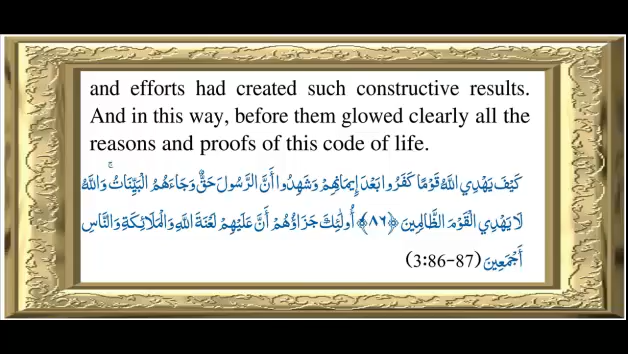 and efforts had created such constructive results.
And in this way, before them glowed clearly all the
reasons and proofs of this code of life.
كَيْفَ يَهْدِي اللَّهُ قَوْمًا كَفَرُوا بَعْدَ إِيمَانِهِمْ وَشَهِدُوا أَنَّ الرَّسُولَ حَقٌّ وَجَاءَهُمُ الْبَيِّنَاتُ ۚ وَاللَّهُ
لَا يَهْدِي الْقَوْمَ الظَّالِمِينَ ﴿٨٦﴾ أُولَٰئِكَ جَزَاؤُهُمْ أَنَّ عَلَيْهِمْ لَعْنَةَ اللَّهِ وَالْمَلَائِكَةِ وَالنَّاسِ
أَجْمَعِينَ (3:86-87)